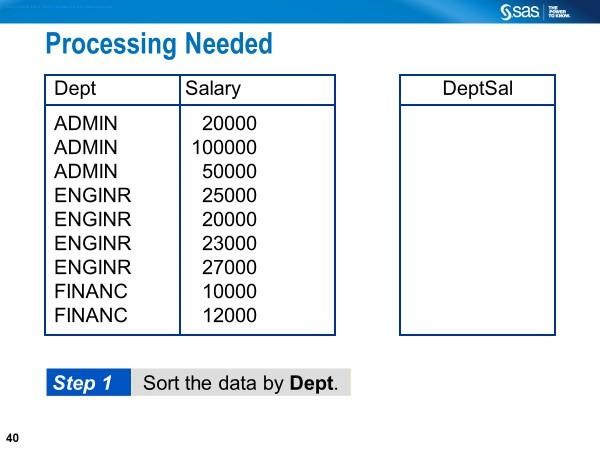 sas THE POWER TO KNOW.
Processing Needed
Dept Salary DeptSal
ADMIN 20000
ADMIN 100000
ADMIN 50000
ENGINR 25000
ENGINR 20000
ENGINR 23000
ENGINR 27000
FINANC 10000
FINANC 12000
Step 1 Sort the data by Dept.
40